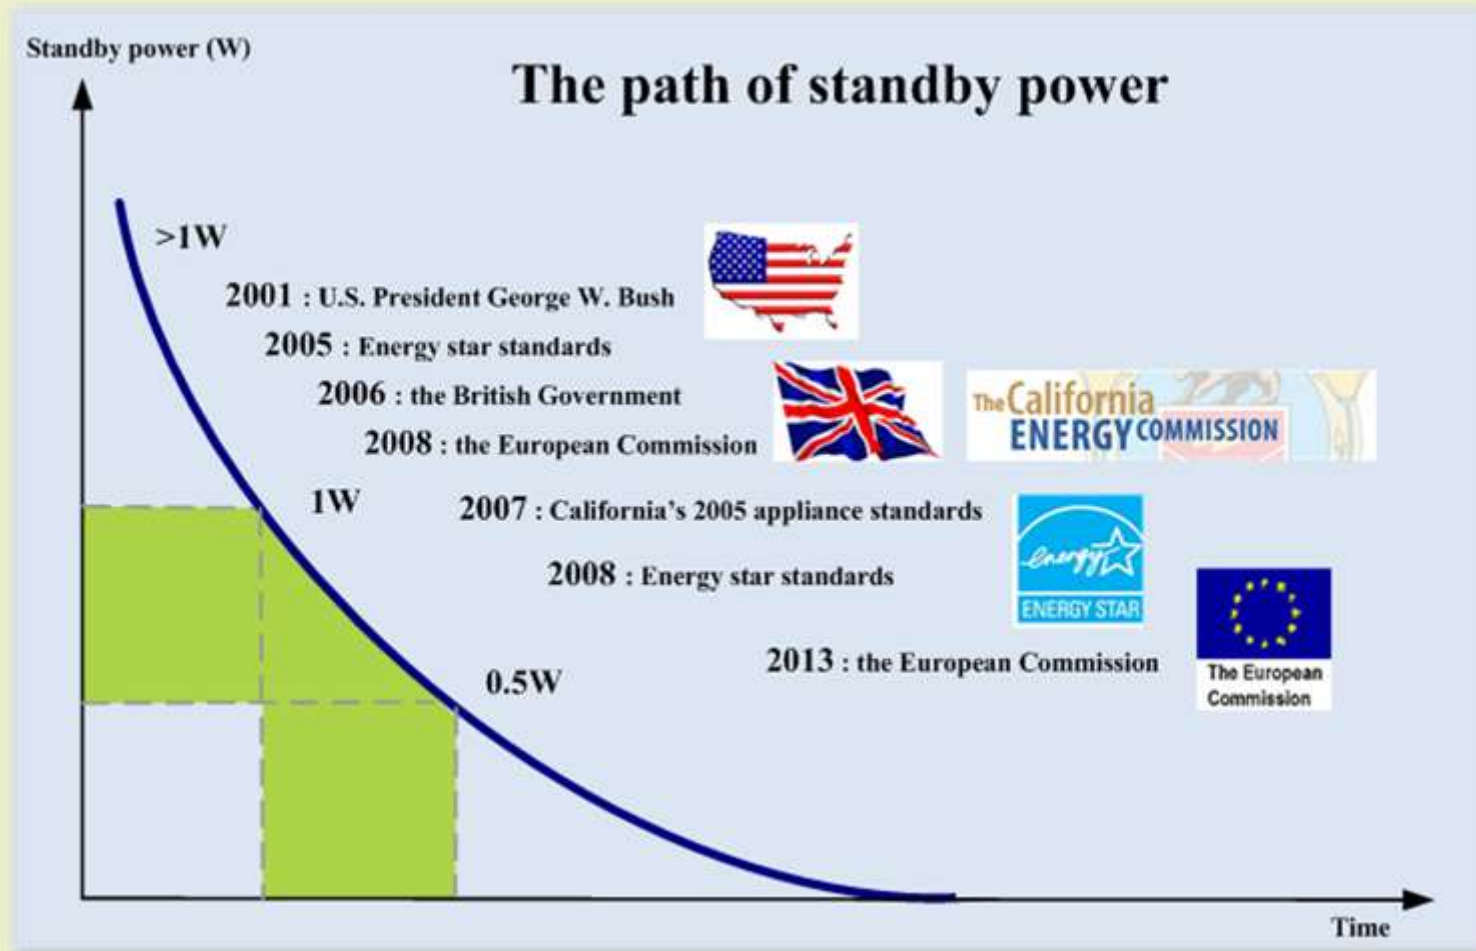 Standby power (W)
The path of standby power
>1W
2001 : U.S. President George W. Bush
2005 : Energy star standards
2006 : the British Government
2008 : the European Commission
The California
ENERGY COMMISSION
1W
2007 : California's 2005 appliance standards
2008 : Energy star standards
energy
ENERGY STAR
2013 : the European Commission
The European
Commission
0.5W
Time